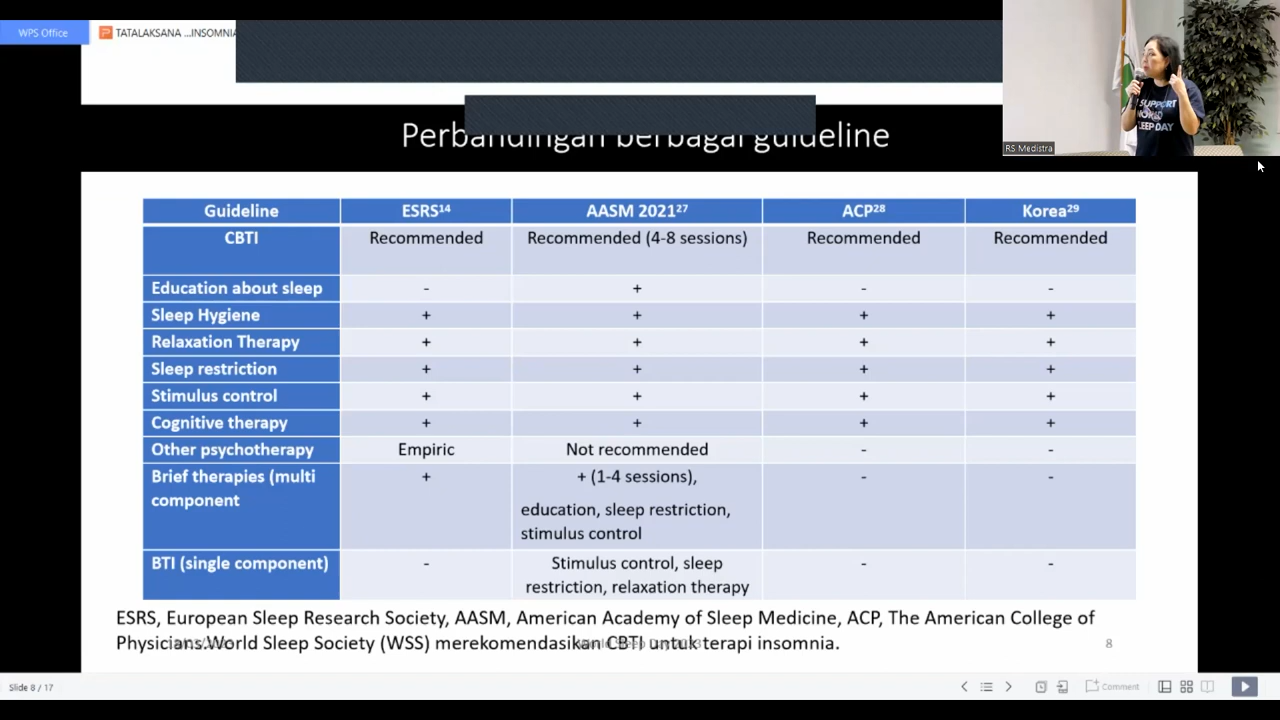 WPS Office
TATALAKSANA ...INSOMNIA
I SUPPORT
WORLD
SLEEP DAY
RS Medistra
Perbandingan berbagai guideline
Guideline ESRS14 AASM 202127 ACP28 Korea29
CBTI Recommended Recommended (4-8 sessions) Recommended Recommended
Education about sleep - + - -
Sleep Hygiene + + + +
Relaxation Therapy + + + +
Sleep restriction + + + +
Stimulus control + + + +
Cognitive therapy + + + +
Other psychotherapy Empiric Not recommended - -
Brief therapies (multi + + (1-4 sessions), - -
component
education, sleep restriction,
stimulus control
BTI (single component) - Stimulus control, sleep - -
restriction, relaxation therapy
ESRS, European Sleep Research Society, AASM, American Academy of Sleep Medicine, ACP, The American College of
Physicians.World Sleep Society (WSS) merekomendasikan CBTI untuk terapi insomnia.
8
Slide 8 / 17
Comment